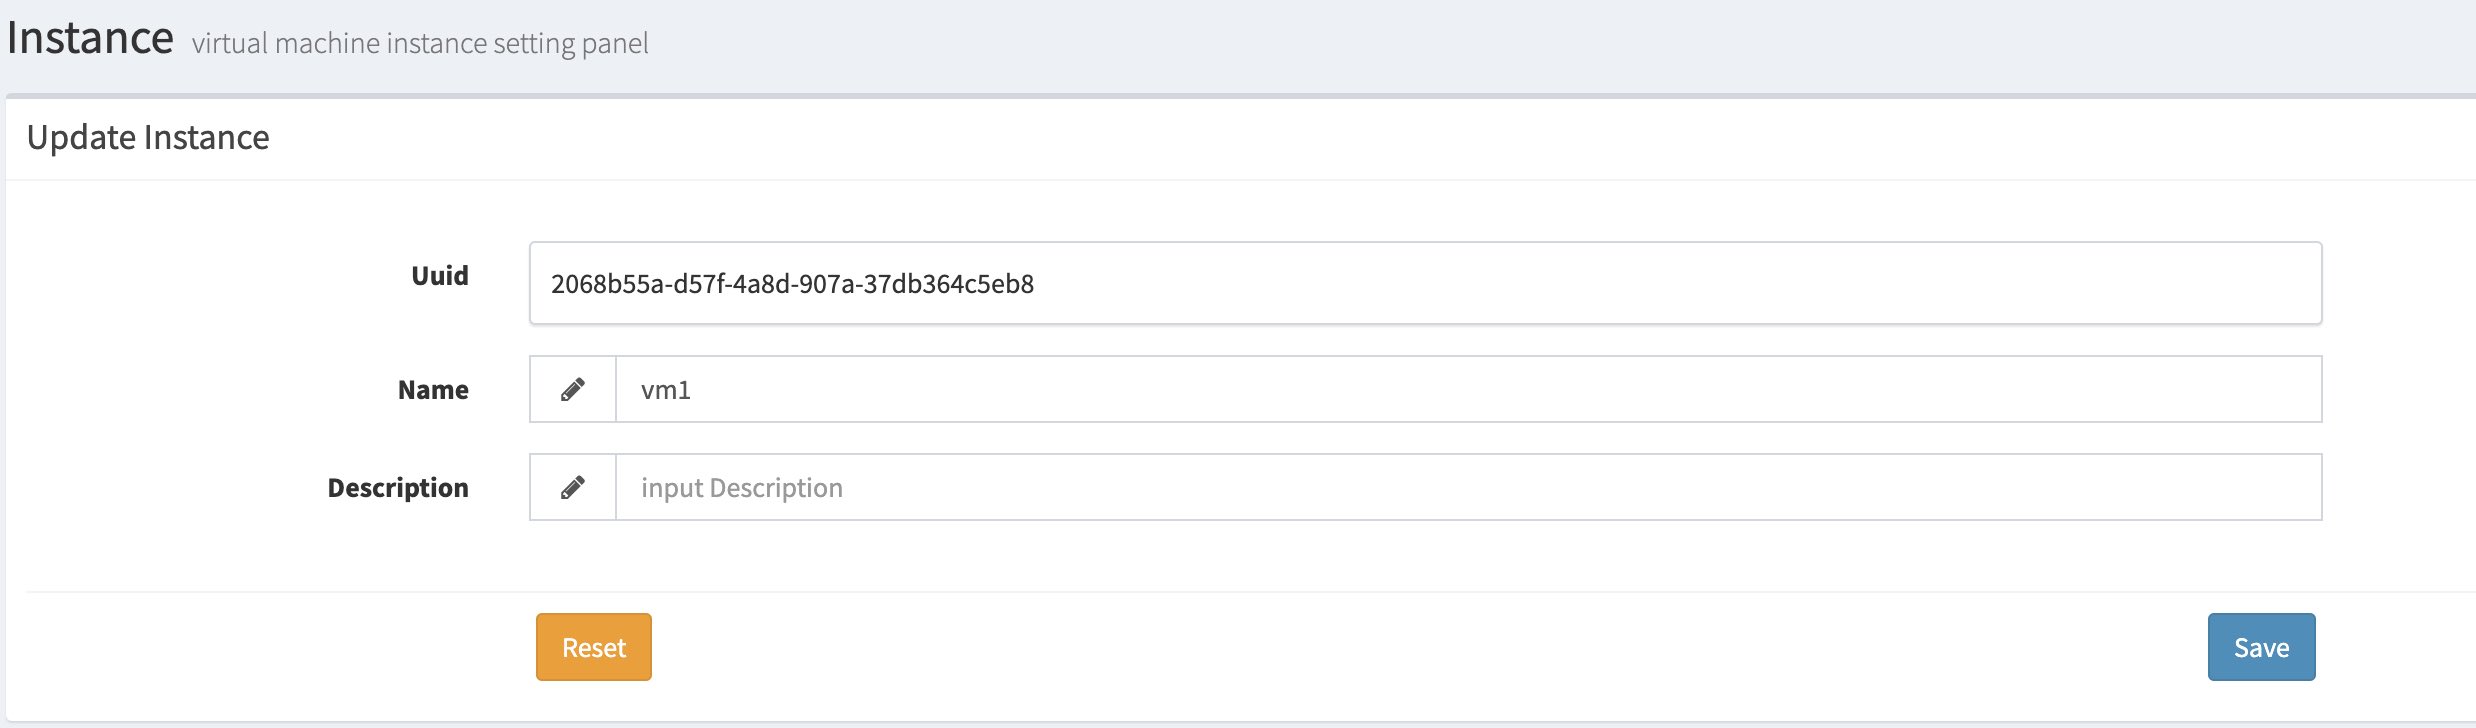 Instance virtual machine instance setting panel
Update Instance
Uuid 2068b55a-d57f-4a8d-907a-37db364c5eb8
Name vm1
Description input Description
Reset Save